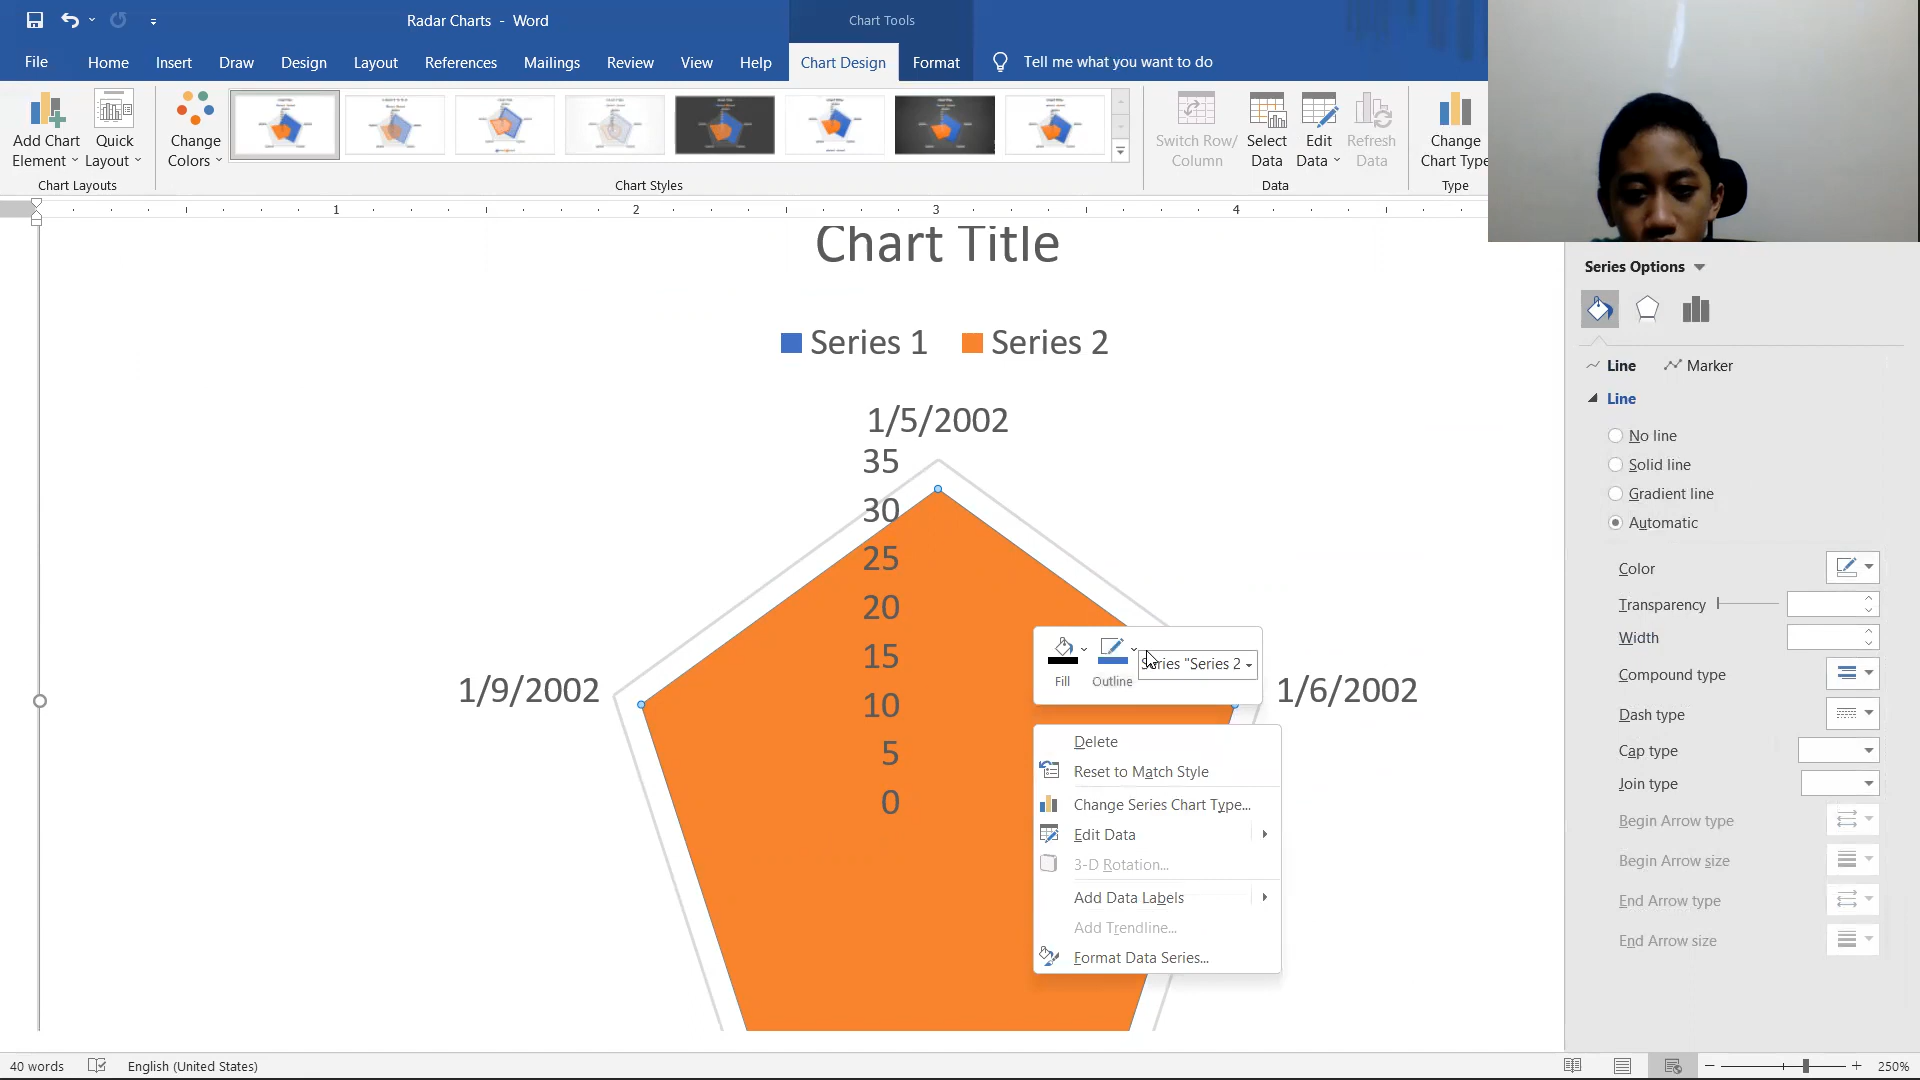 Radar Charts - Word
Chart Tools
File
Home
Insert
Draw
Design
Layout
References
Mailings
Review
View
Help
Chart Design
Format
Tell me what you want to do
Add Chart Element
Quick Layout
Change Colors
Switch Row/ Column
Select Data
Edit Data
Refresh Data
Change Chart Type
Chart Layouts
Chart Styles
Data
Type
1
2
3
4
Chart Title
Series 1
Series 2
1/5/2002
35
30
25
20
15
10
5
0
1/9/2002
1/6/2002
Fill
Outline
Series "Series 2
Delete
Reset to Match Style
Change Series Chart Type...
Edit Data
3-D Rotation...
Add Data Labels
Add Trendline...
Format Data Series...
Series Options
Line
Marker
Line
No line
Solid line
Gradient line
Automatic
Color
Transparency
Width
Compound type
Dash type
Cap type
Join type
Begin Arrow type
Begin Arrow size
End Arrow type
End Arrow size
40 words
English (United States)
250%